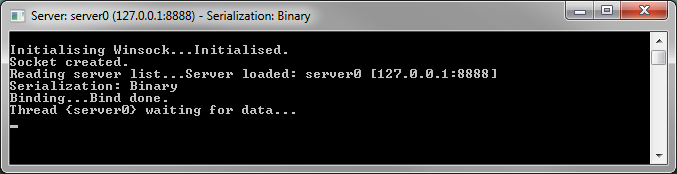 Server: server0 (127.0.0.1:8888) - Serialization: Binary
Initialising Winsock...Initialised.
Socket created.
Reading server list...Server loaded: server0 [127.0.0.1:8888]
Serialization: Binary
Binding...Bind done.
Thread {server0} waiting for data...